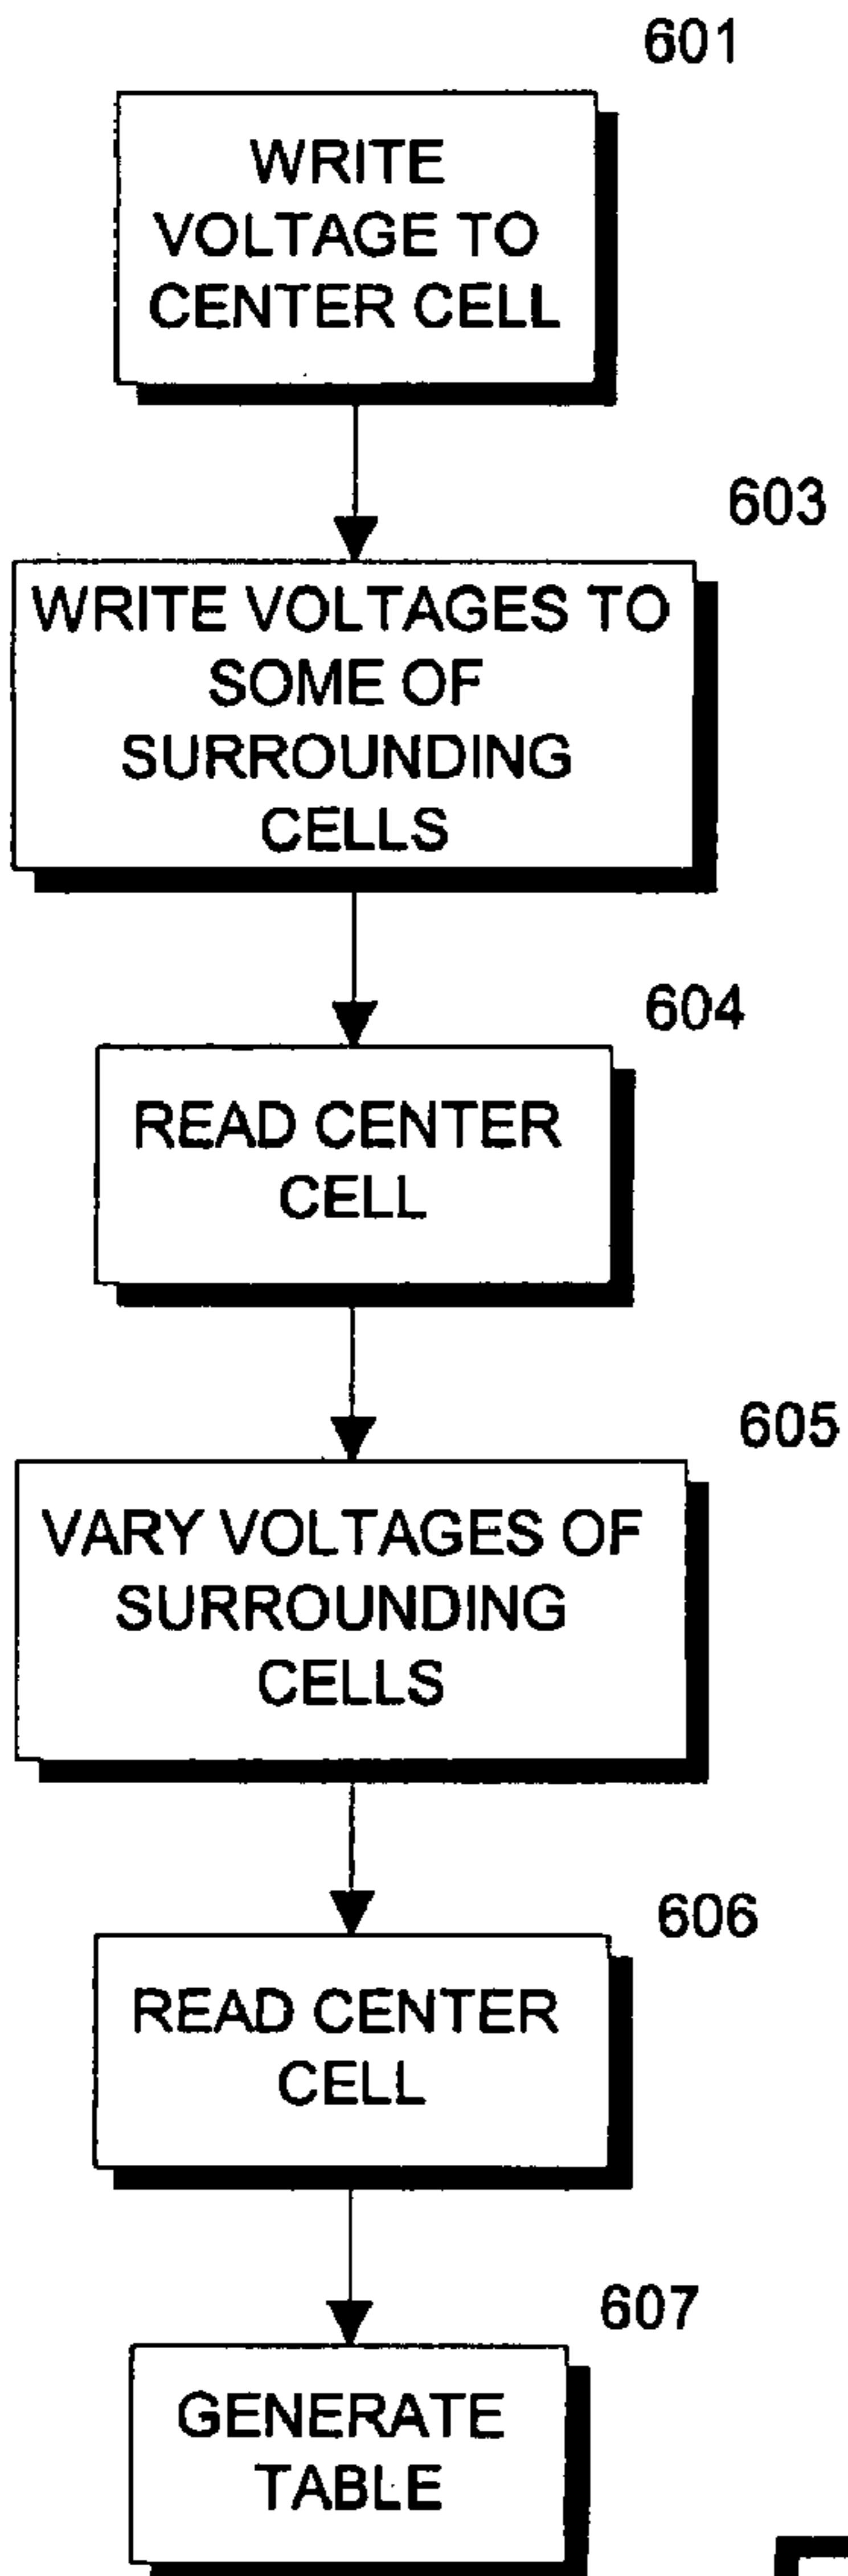 601
WRITE
VOLTAGE TO
CENTER CELL
603
WRITE VOLTAGES TO
SOME OF
SURROUNDING
CELLS
604
READ CENTER
CELL
605
VARY VOLTAGES OF
SURROUNDING
CELLS
606
READ CENTER
CELL
607
GENERATE
TABLE